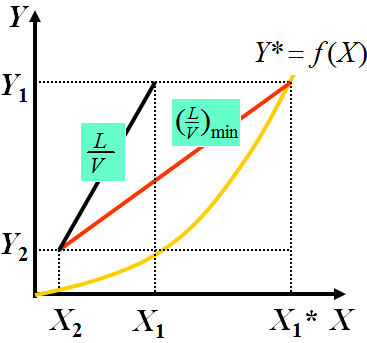 Y
Y* = f(X)
Y₁
L/V
(L/V)min
Y₂
X₂ X₁ X₁* X